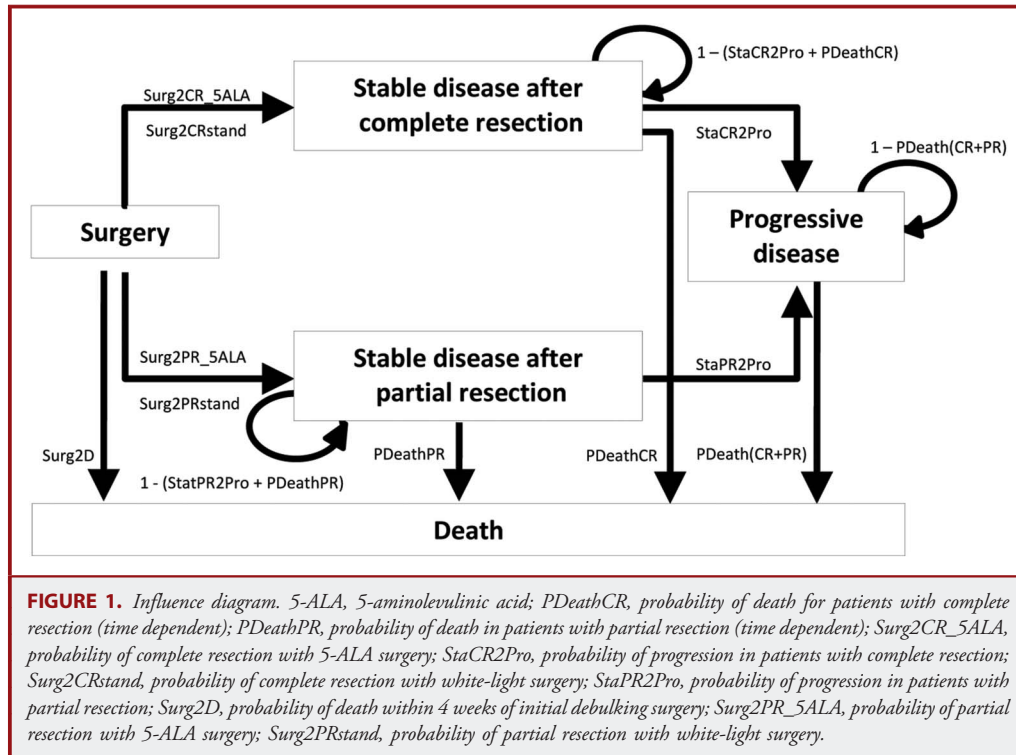 1 – (StaCR2Pro + PDeathCR)
Stable disease after
complete resection
Surg2CR_5ALA
Surg2CRstand
StaCR2Pro
1 – PDeath(CR+PR)
Surgery
Progressive
disease
Stable disease after
partial resection
Surg2PR_5ALA
Surg2PRstand
StaPR2Pro
Surg2D
1 - (StatPR2Pro + PDeathPR)
PDeathPR
PDeathCR
PDeath(CR+PR)
Death
FIGURE 1. Influence diagram. 5-ALA, 5-aminolevulinic acid; PDeathCR, probability of death for patients with complete
resection (time dependent); PDeathPR, probability of death in patients with partial resection (time dependent); Surg2CR_5ALA,
probability of complete resection with 5-ALA surgery; StaCR2Pro, probability of progression in patients with complete resection;
Surg2CRstand, probability of complete resection with white-light surgery; StaPR2Pro, probability of progression in patients with
partial resection; Surg2D, probability of death within 4 weeks of initial debulking surgery; Surg2PR_5ALA, probability of partial
resection with 5-ALA surgery; Surg2PRstand, probability of partial resection with white-light surgery.